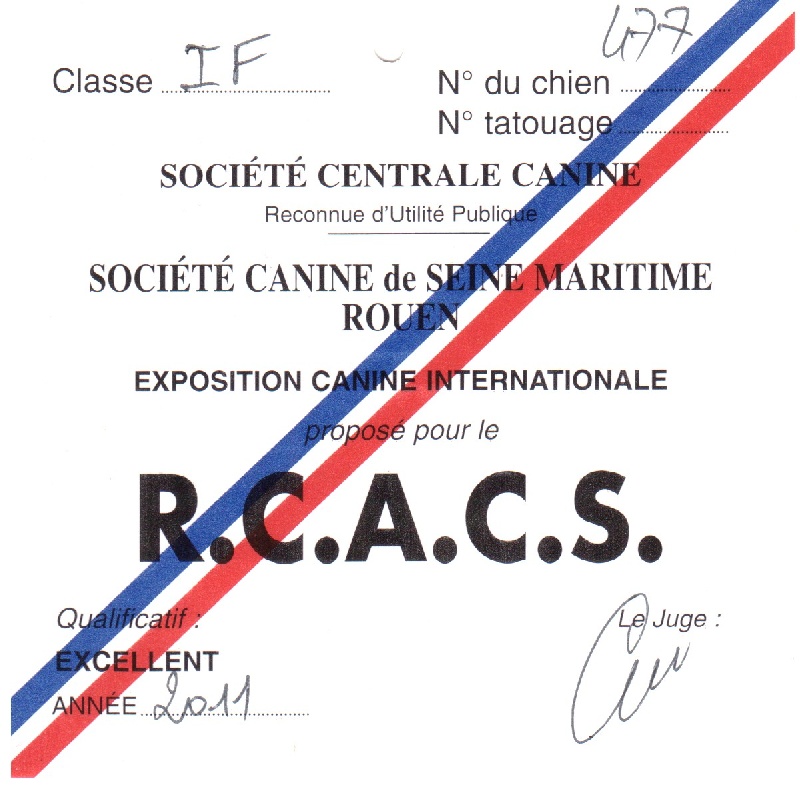 Classe IF
N° du chien 477
N° tatouage
SOCIÉTÉ CENTRALE CANINE
Reconnue d'Utilité Publique
SOCIÉTÉ CANINE de SEINE MARITIME
ROUEN
EXPOSITION CANINE INTERNATIONALE
proposé pour le
R.C.A.C.S.
Qualificatif :
Le Juge :
EXCELLENT
ANNÉE 2011